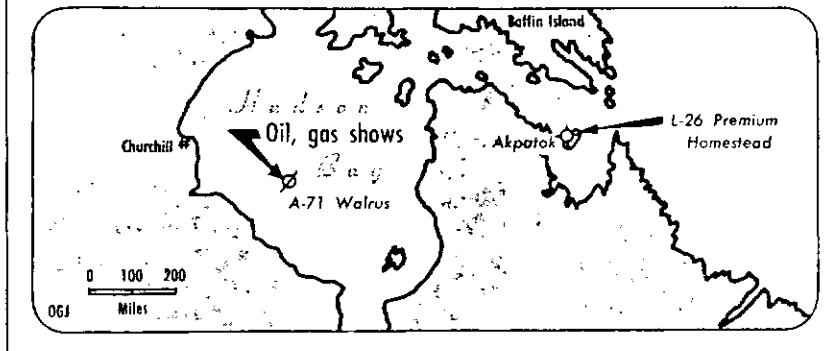 Baffin Island
Hudson
Oil, gas shows
Bay
A-71 Walrus
Churchill
Akpatok
L-26 Premium
Homestead
0 100 200
Miles
OGJ